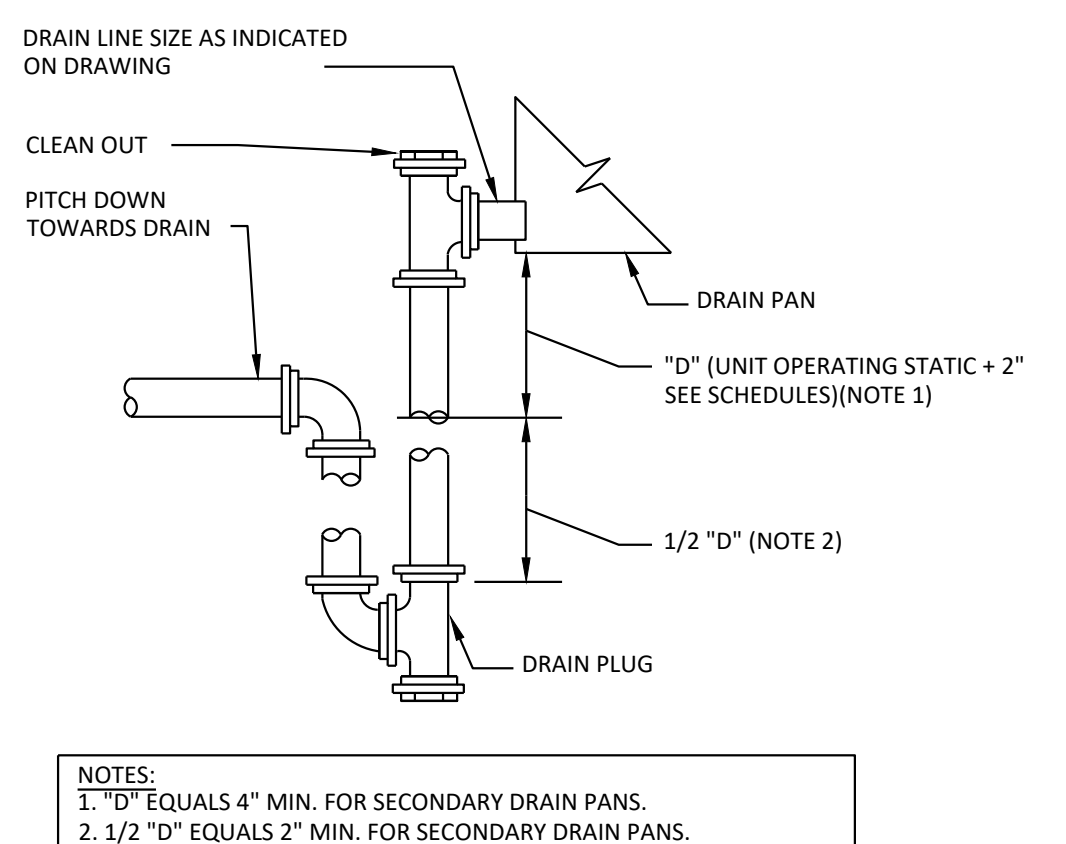 DRAIN LINE SIZE AS INDICATED
ON DRAWING
CLEAN OUT
PITCH DOWN
TOWARDS DRAIN
DRAIN PAN
"D" (UNIT OPERATING STATIC + 2"
SEE SCHEDULES)(NOTE 1)
1/2 "D" (NOTE 2)
DRAIN PLUG
NOTES:
1. "D" EQUALS 4" MIN. FOR SECONDARY DRAIN PANS.
2. 1/2 "D" EQUALS 2" MIN. FOR SECONDARY DRAIN PANS.